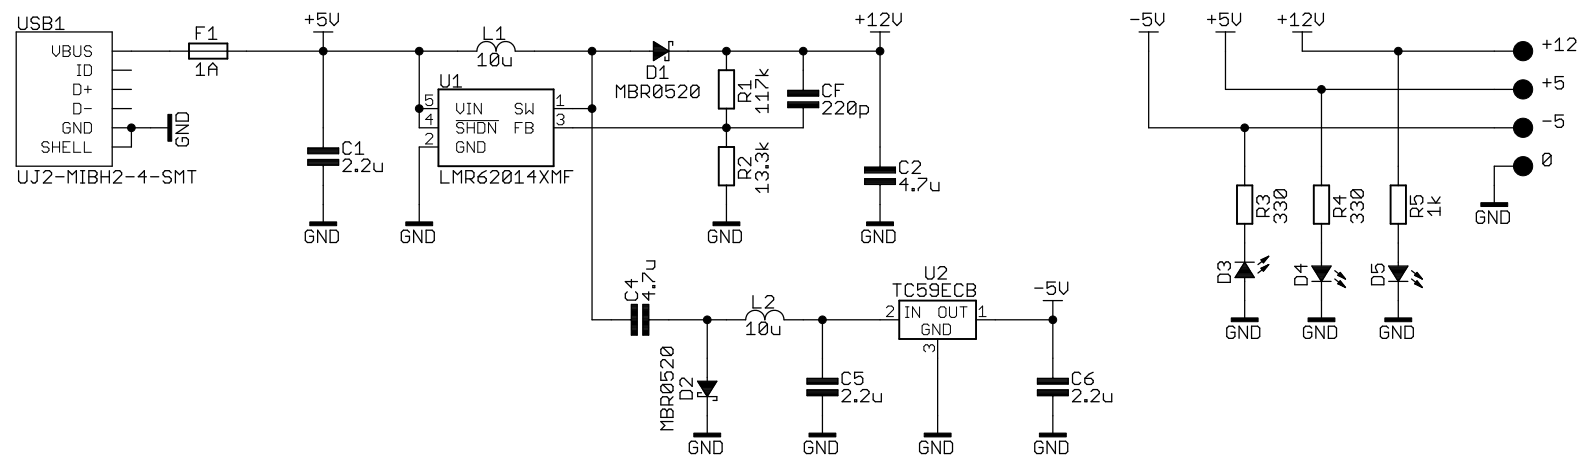 USB1
VBUS
ID
D+
D-
GND
SHELL
UJ2-MIBH2-4-SMT
GND
F1
1A
+5V
C1
2.2u
GND
L1
10u
U1
5 VIN SW 1
4 SHDN FB 3
2 GND
LMR62014XMF
GND
D1
MBR0520
R1
117k
CF
220p
R2
13.3k
GND
+12V
C2
4.7u
GND
C4
4.7u
D2
MBR0520
GND
L2
10u
C5
2.2u
GND
U2
TC59ECB
2 IN OUT 1
GND
3
GND
-5V
C6
2.2u
GND
-5V
+5V
+12V
+12
+5
-5
0
GND
R3
330
R4
330
R5
1k
D3
D4
D5
GND
GND
GND